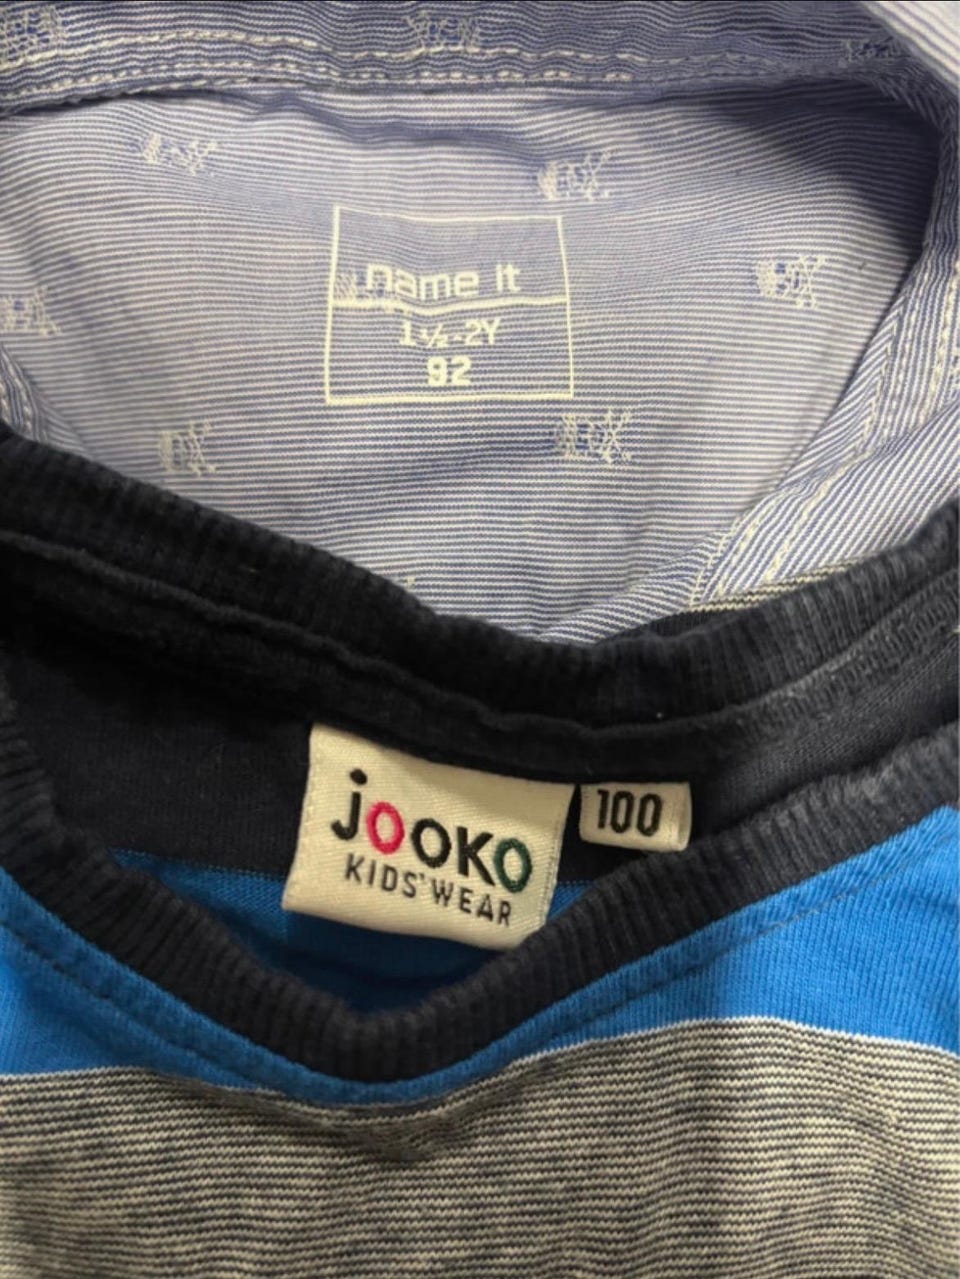 name it
1½-2Y
92
jooko
KIDS' WEAR
100